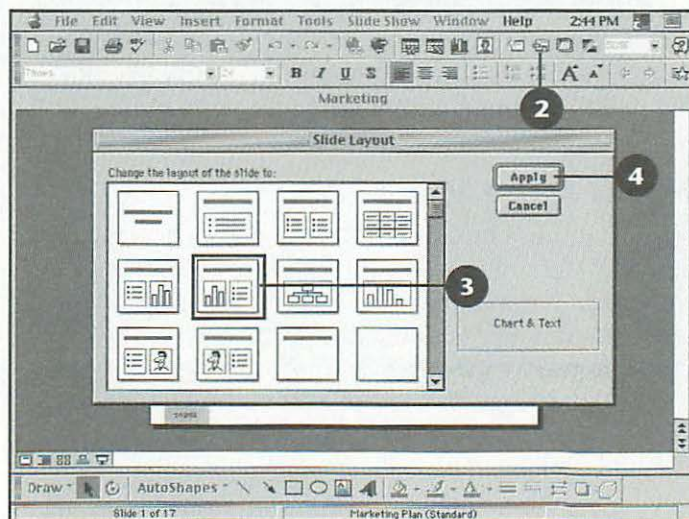 File Edit View Insert Format Tools Slide Show Window Help 2:44 PM
B I U S A A
Marketing
2
Slide Layout
Change the layout of the slide to:
Apply
4
Cancel
3
Chart & Text
Draw AutoShapes A
Slide 1 of 17 Marketing Plan (Standard)